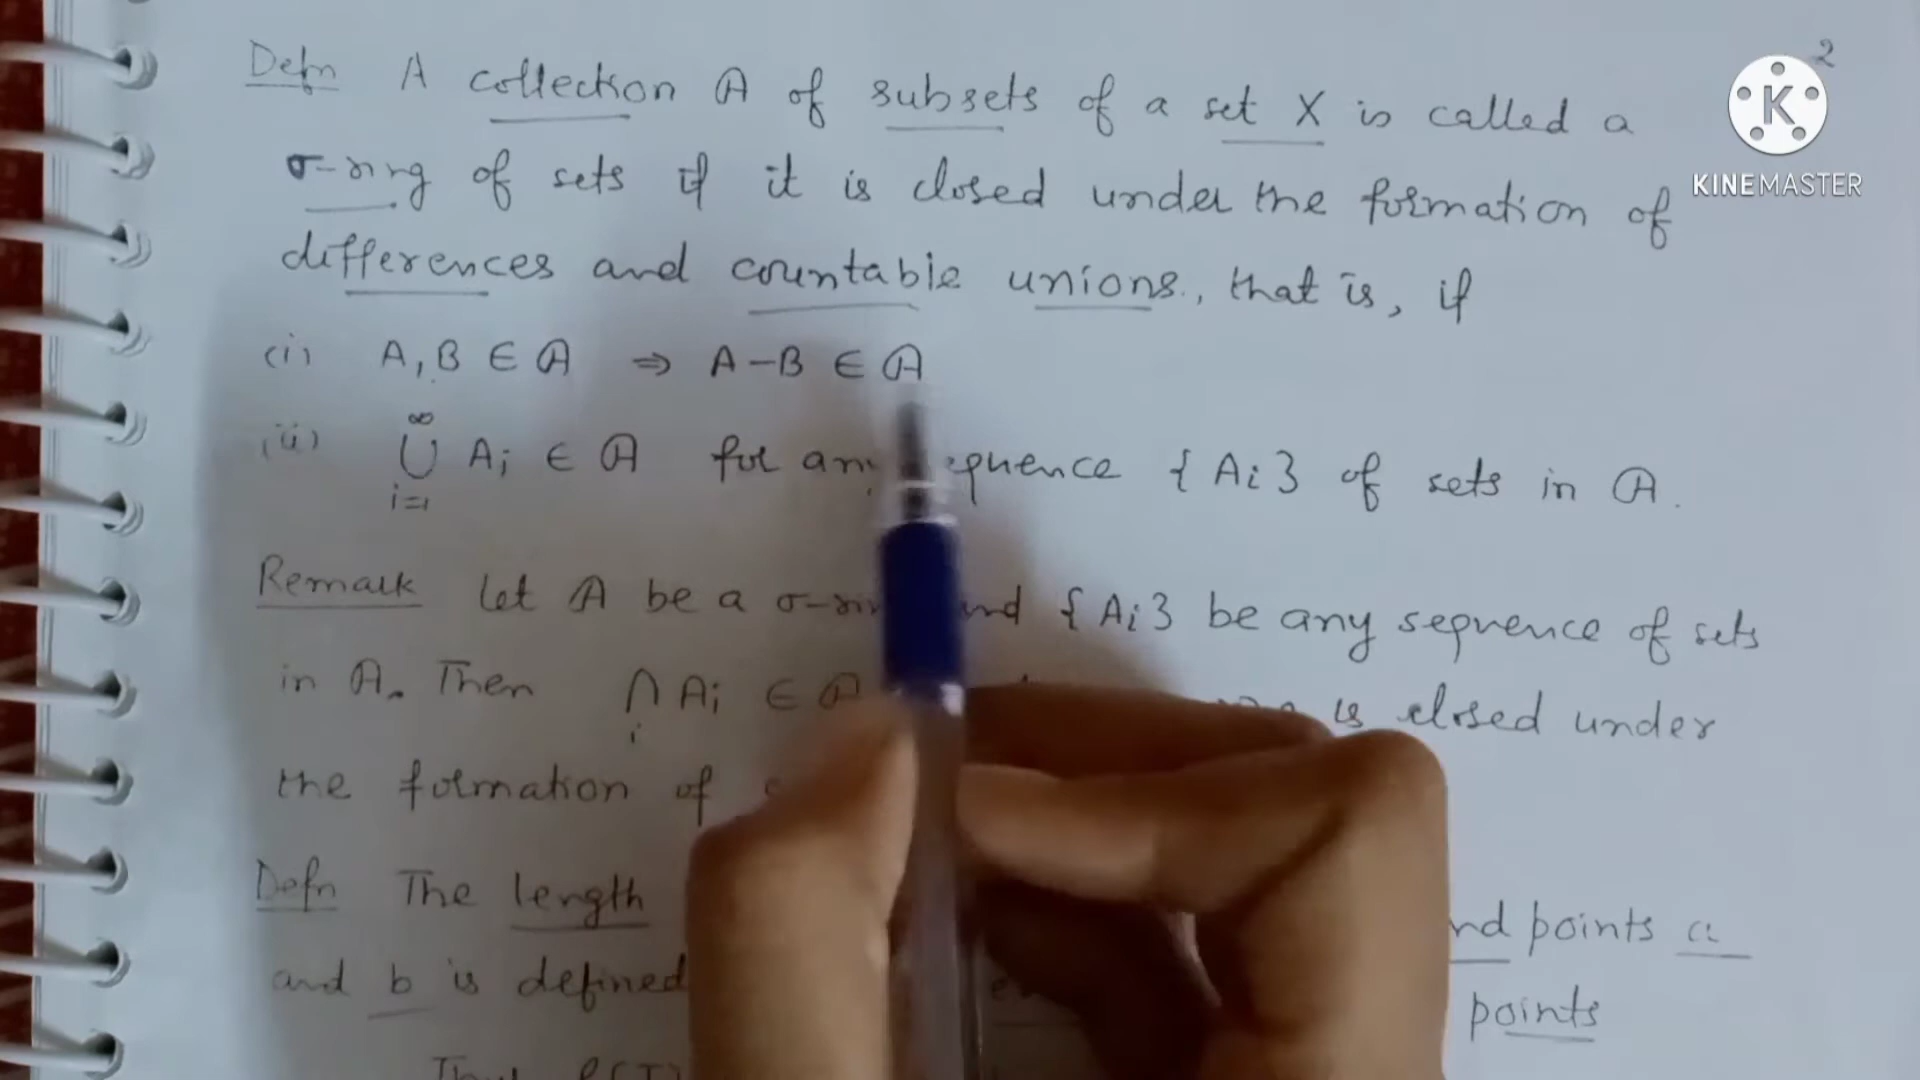 2
K
KINEMASTER
Defn A collection A of subsets of a set X is called a
σ-ring of sets if it is closed under the formation of
differences and countable unions, that is, if
(i) A, B ∈ A ⇒ A-B ∈ A
(ii) ∞ ∪ i=1 Ai ∈ A for any sequence { Ai } of sets in A.
Remark Let A be a and { Ai } be any sequence of sets
in A. Then ∩ i Ai ∈ A is closed under
the formation of
Defn The length points a
and b is defined points